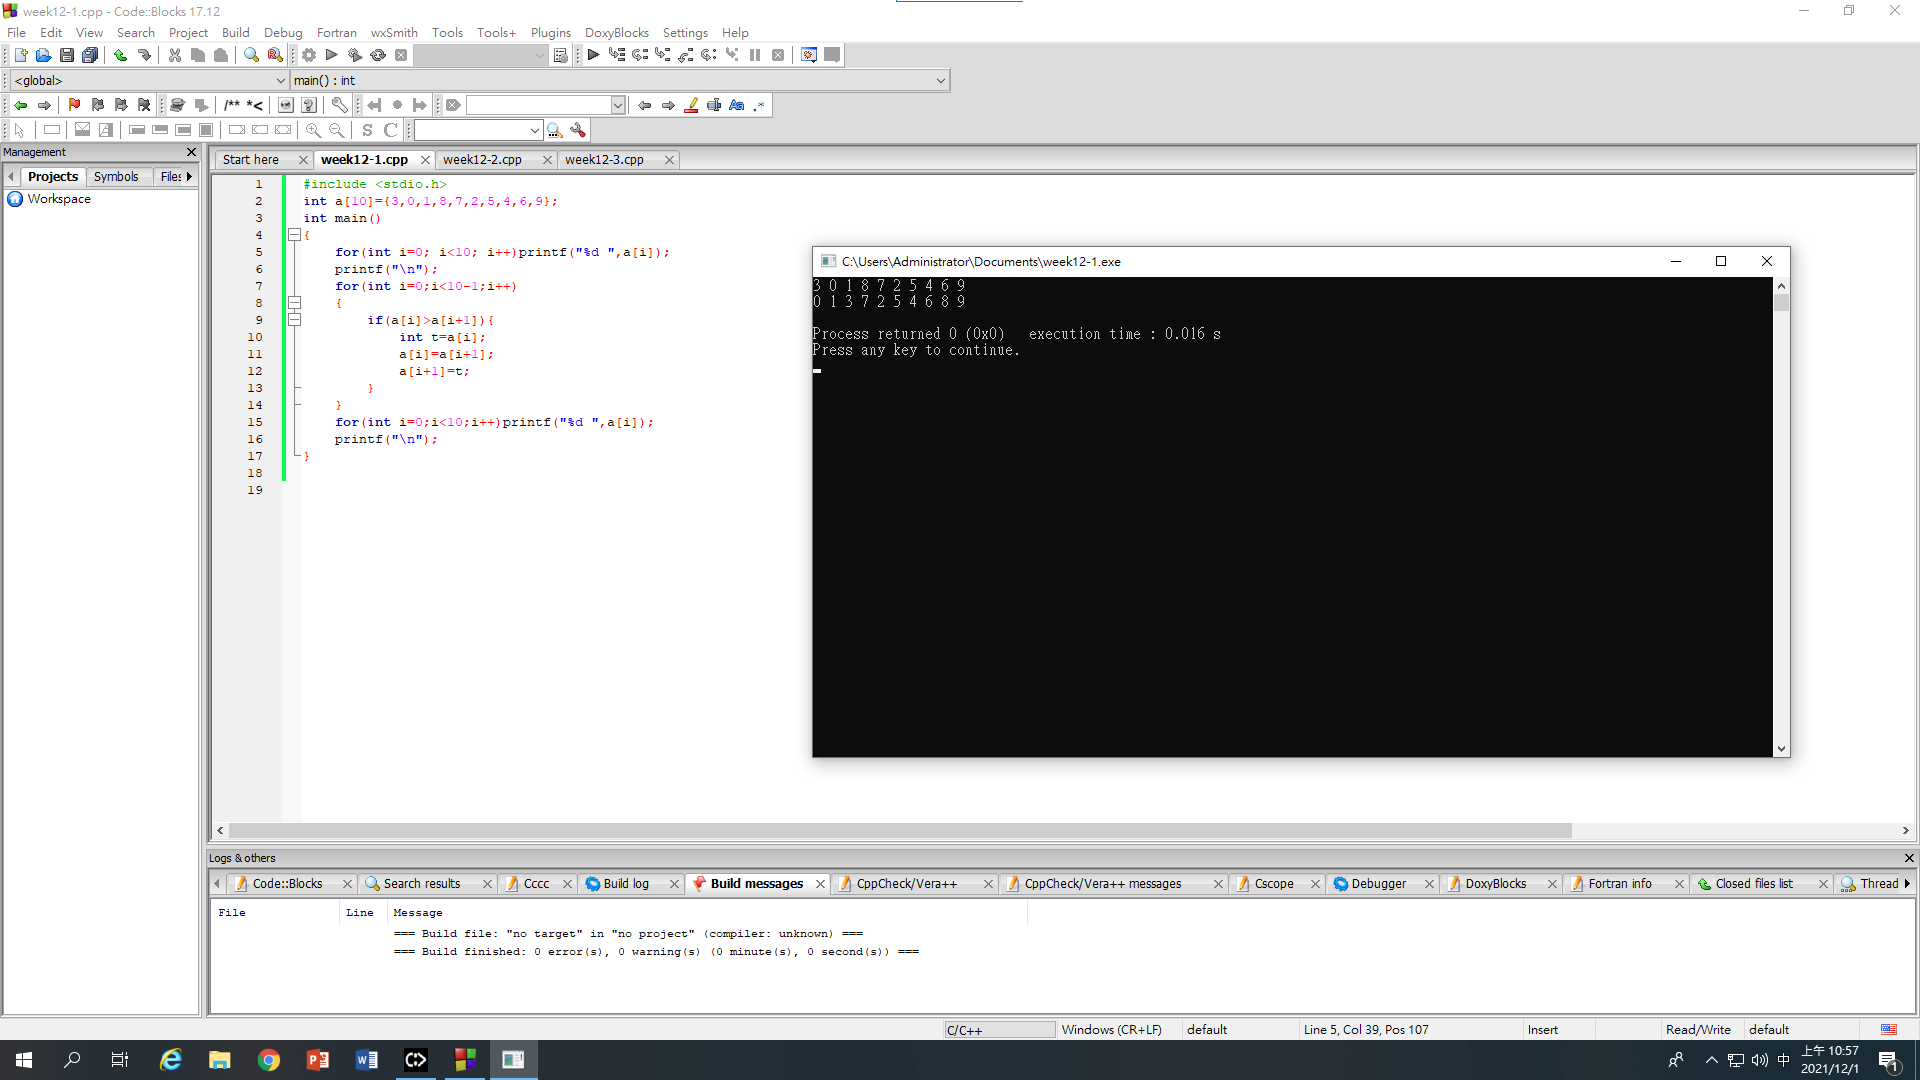 week12-1.cpp - Code::Blocks 17.12
File Edit View Search Project Build Debug Fortran wxSmith Tools Tools+ Plugins DoxyBlocks Settings Help
<global> main() : int
/** *<
Aa .*
S C
Management
Start here week12-1.cpp week12-2.cpp week12-3.cpp
Projects Symbols Files
Workspace
1 #include <stdio.h>
2 int a[10]={3,0,1,8,7,2,5,4,6,9};
3 int main()
4 {
5 for(int i=0; i<10; i++)printf("%d ",a[i]);
6 printf("\n");
7 for(int i=0;i<10-1;i++)
8 {
9 if(a[i]>a[i+1]){
10 int t=a[i];
11 a[i]=a[i+1];
12 a[i+1]=t;
13 }
14 }
15 for(int i=0;i<10;i++)printf("%d ",a[i]);
16 printf("\n");
17 }
18
19
C:\Users\Administrator\Documents\week12-1.exe
3 0 1 8 7 2 5 4 6 9
0 1 3 7 2 5 4 6 8 9
Process returned 0 (0x0)   execution time : 0.016 s
Press any key to continue.
Logs & others
Code::Blocks Search results Cccc Build log Build messages CppCheck/Vera++ CppCheck/Vera++ messages Cscope Debugger DoxyBlocks Fortran info Closed files list Thread
File Line Message
=== Build file: "no target" in "no project" (compiler: unknown) ===
=== Build finished: 0 error(s), 0 warning(s) (0 minute(s), 0 second(s)) ===
C/C++ Windows (CR+LF) default Line 5, Col 39, Pos 107 Insert Read/Write default
中 上午 10:57
2021/12/1
1